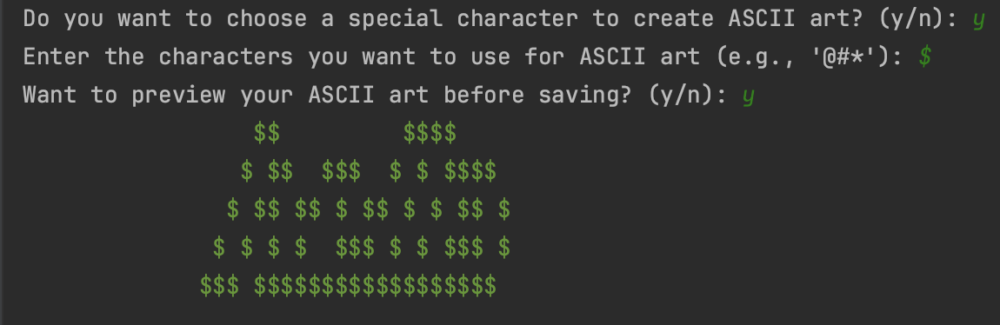 Do you want to choose a special character to create ASCII art? (y/n): y
Enter the characters you want to use for ASCII art (e.g., '@#*'): $
Want to preview your ASCII art before saving? (y/n): y
                 $$         $$$$
                $ $$  $$$  $ $ $$$$
               $ $$ $$ $ $$ $ $ $$ $
              $ $ $ $  $$$ $ $ $$$ $
             $$$ $$$$$$$$$$$$$$$$$$